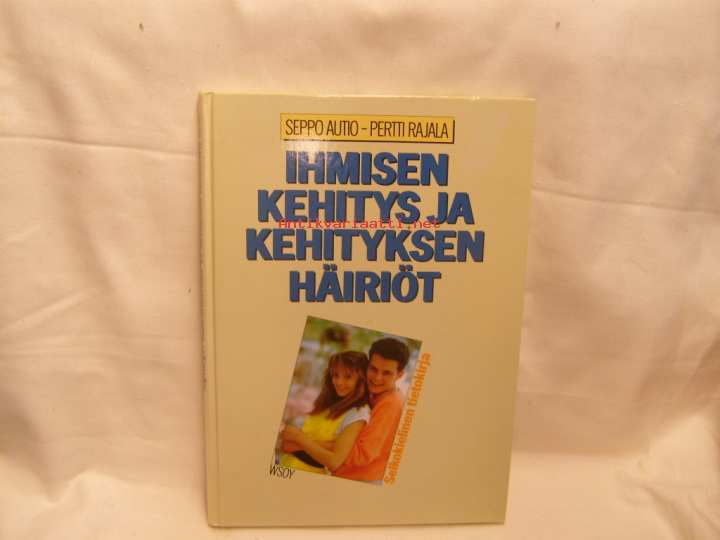 SEPPO AUTIO - PERTTI RAJALA
IHMISEN
KEHITYS JA
Antikvariaatti.net
KEHITYKSEN
HÄIRIÖT
Selkokielinen tietokirja
WSOY